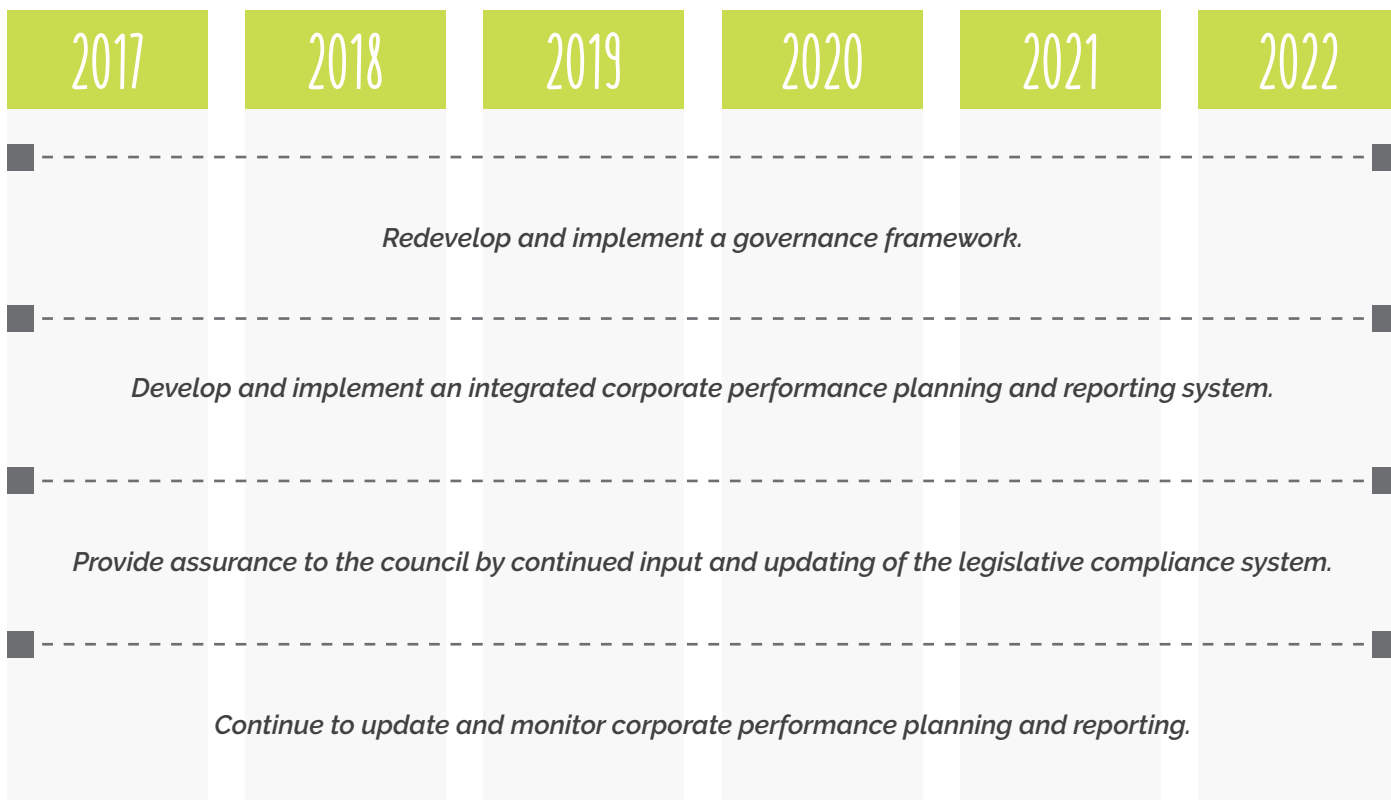 2017 2018 2019 2020 2021 2022
Redevelop and implement a governance framework.
Develop and implement an integrated corporate performance planning and reporting system.
Provide assurance to the council by continued input and updating of the legislative compliance system.
Continue to update and monitor corporate performance planning and reporting.